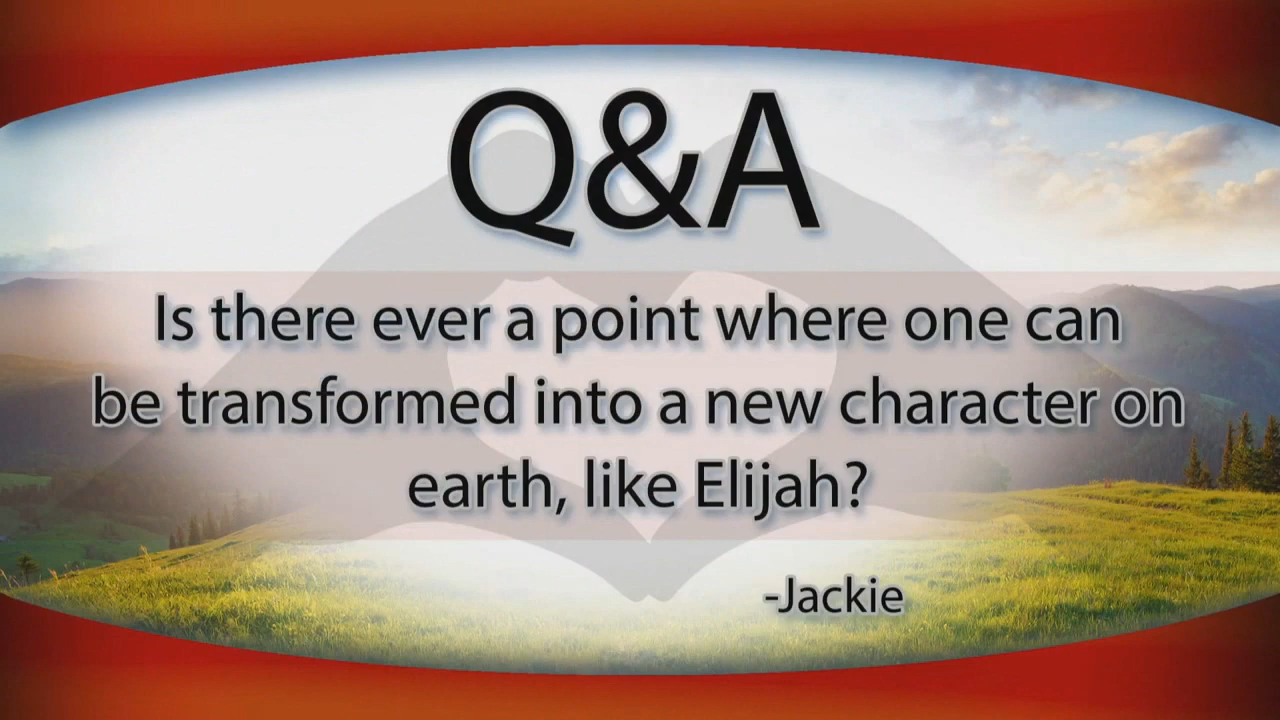 Q&A
Is there ever a point where one can
be transformed into a new character on
earth, like Elijah?
-Jackie